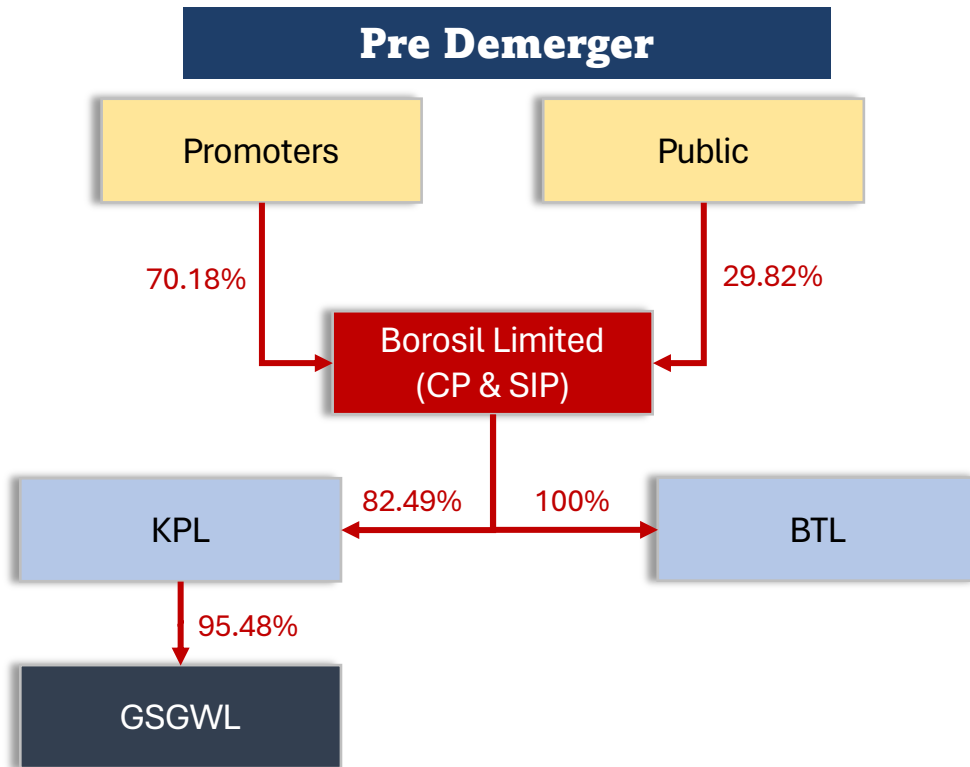 Pre Demerger
Promoters
Public
70.18%
29.82%
Borosil Limited
(CP & SIP)
82.49%
100%
KPL
BTL
95.48%
GSGWL